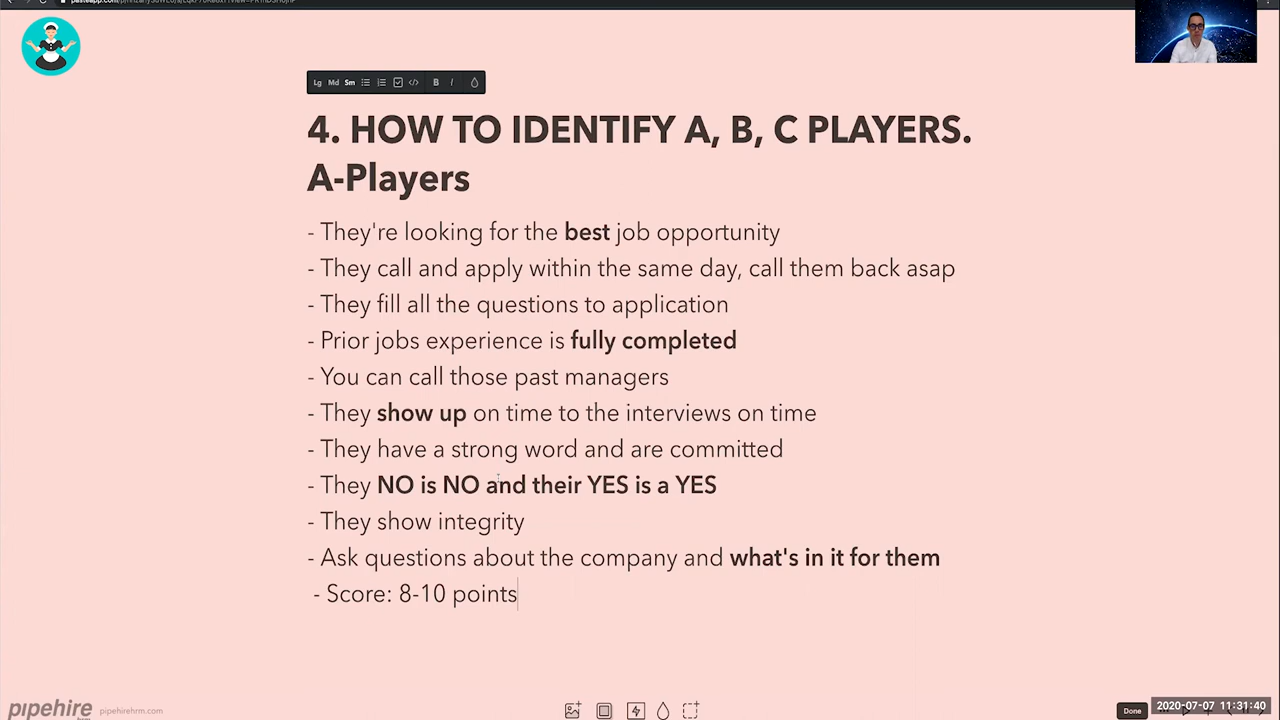 Lg Md Sm B I
4. HOW TO IDENTIFY A, B, C PLAYERS.
A-Players
- They're looking for the best job opportunity
- They call and apply within the same day, call them back asap
- They fill all the questions to application
- Prior jobs experience is fully completed
- You can call those past managers
- They show up on time to the interviews on time
- They have a strong word and are committed
- They NO is NO and their YES is a YES
- They show integrity
- Ask questions about the company and what's in it for them
- Score: 8-10 points
pipehire
pipehirehrm.com
Done
2020-07-07 11:31:40